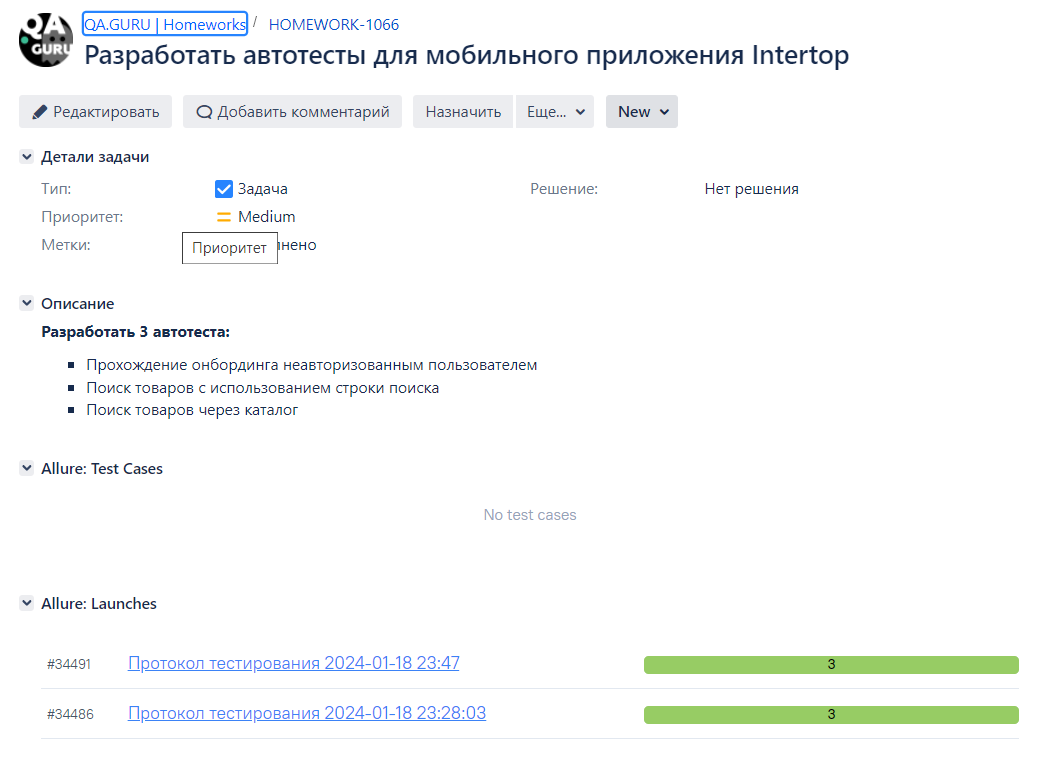 QA
GURU
QA.GURU | Homeworks / HOMEWORK-1066
Разработать автотесты для мобильного приложения Intertop
Редактировать Добавить комментарий Назначить Еще... New
Детали задачи
Тип: Задача Решение: Нет решения
Приоритет: Medium
Метки:
Приоритет
Описание
Разработать 3 автотеста:
Прохождение онбординга неавторизованным пользователем
Поиск товаров с использованием строки поиска
Поиск товаров через каталог
Allure: Test Cases
No test cases
Allure: Launches
#34491 Протокол тестирования 2024-01-18 23:47 3
#34486 Протокол тестирования 2024-01-18 23:28:03 3